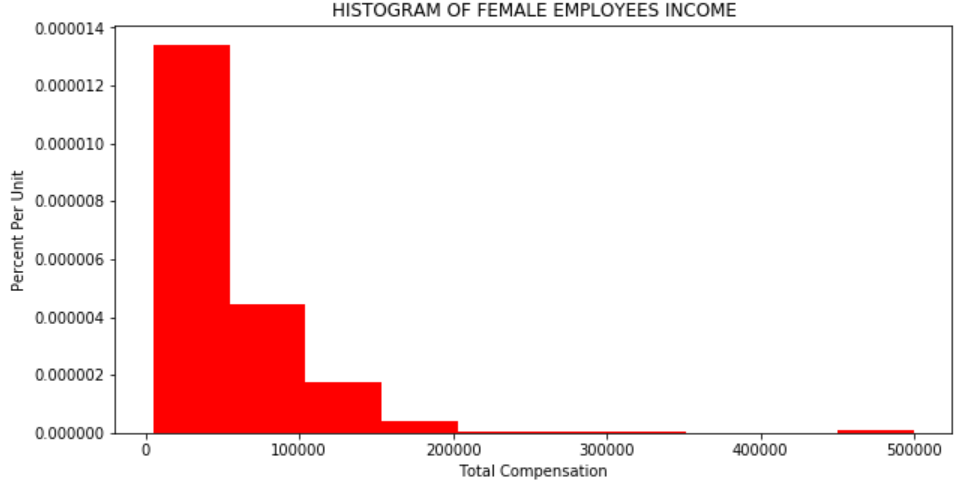 HISTOGRAM OF FEMALE EMPLOYEES INCOME
0.000014
0.000012
0.000010
0.000008
0.000006
0.000004
0.000002
0.000000
Percent Per Unit
0 100000 200000 300000 400000 500000
Total Compensation